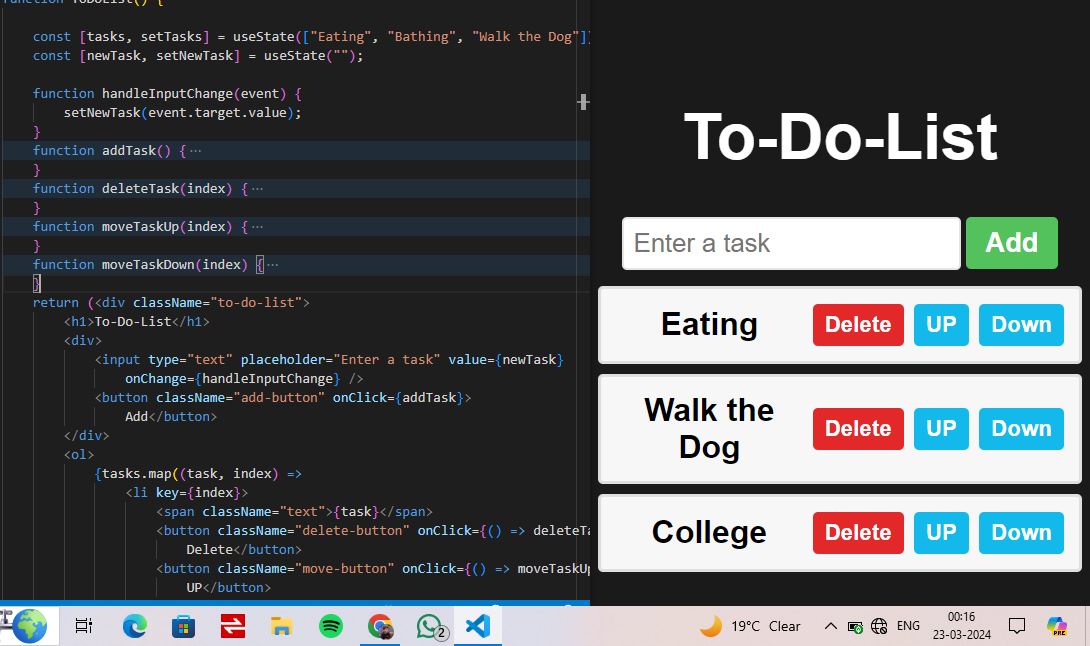 function ToDoList() {
const [tasks, setTasks] = useState(["Eating", "Bathing", "Walk the Dog"]
const [newTask, setNewTask] = useState("");
function handleInputChange(event) {
setNewTask(event.target.value);
}
function addTask() { ···
}
function deleteTask(index) { ···
}
function moveTaskUp(index) { ···
}
function moveTaskDown(index) { ···
}
return (<div className="to-do-list">
<h1>To-Do-List</h1>
<div>
<input type="text" placeholder="Enter a task" value={newTask}
onChange={handleInputChange} />
<button className="add-button" onClick={addTask}>
Add</button>
</div>
<ol>
{tasks.map((task, index) =>
<li key={index}>
<span className="text">{task}</span>
<button className="delete-button" onClick={() => deleteTa
Delete</button>
<button className="move-button" onClick={() => moveTaskUp
UP</button>
To-Do-List
Enter a task Add
Eating Delete UP Down
Walk the
Dog Delete UP Down
College Delete UP Down
2
19°C Clear
ENG
00:16
23-03-2024
PRE